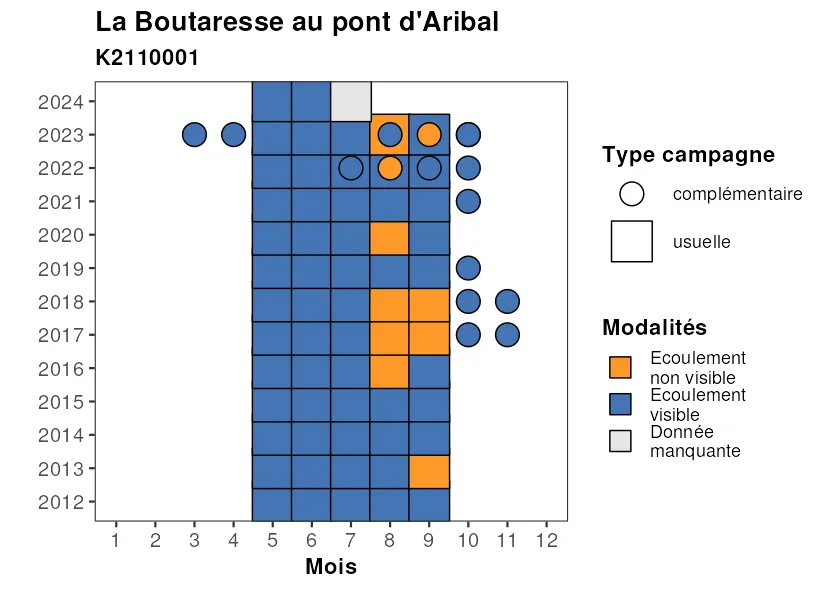 La Boutaresse au pont d'Aribal
K2110001
2024
2023
2022
2021
2020
2019
2018
2017
2016
2015
2014
2013
2012
1 2 3 4 5 6 7 8 9 10 11 12
Mois
Type campagne
complémentaire
usuelle
Modalités
Ecoulement
non visible
Ecoulement
visible
Donnée
manquante